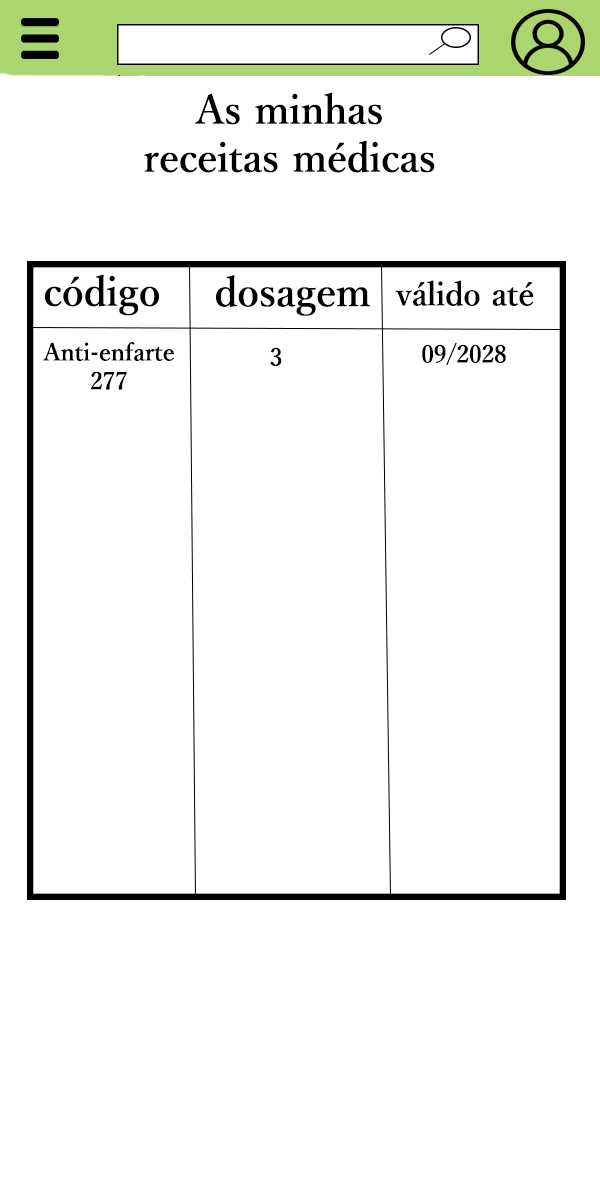 As minhas
receitas médicas
código dosagem válido até
Anti-enfarte 3 09/2028
277